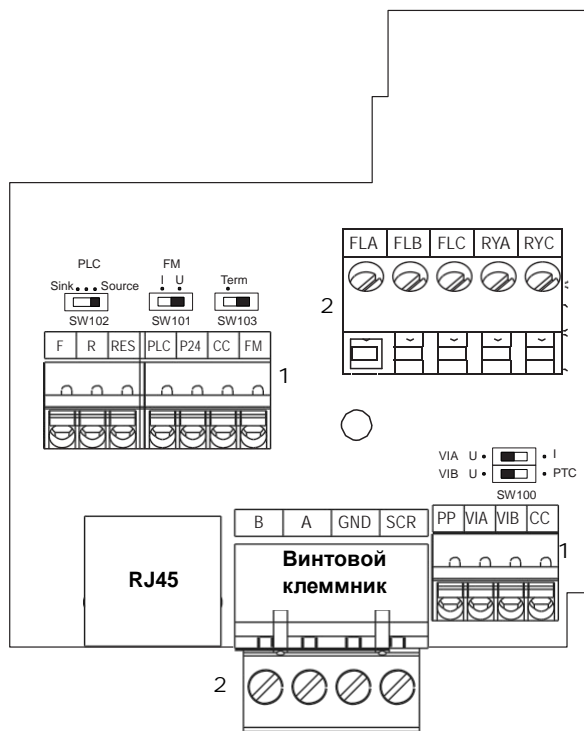 FLA FLB FLC RYA RYC
2
PLC FM
Sink Source I U Term
SW102 SW101 SW103
F R RES PLC P24 CC FM
1
VIA U I
VIB U PTC
SW100
PP VIA VIB CC
1
B A GND SCR
RJ45
Винтовой
клеммник
2